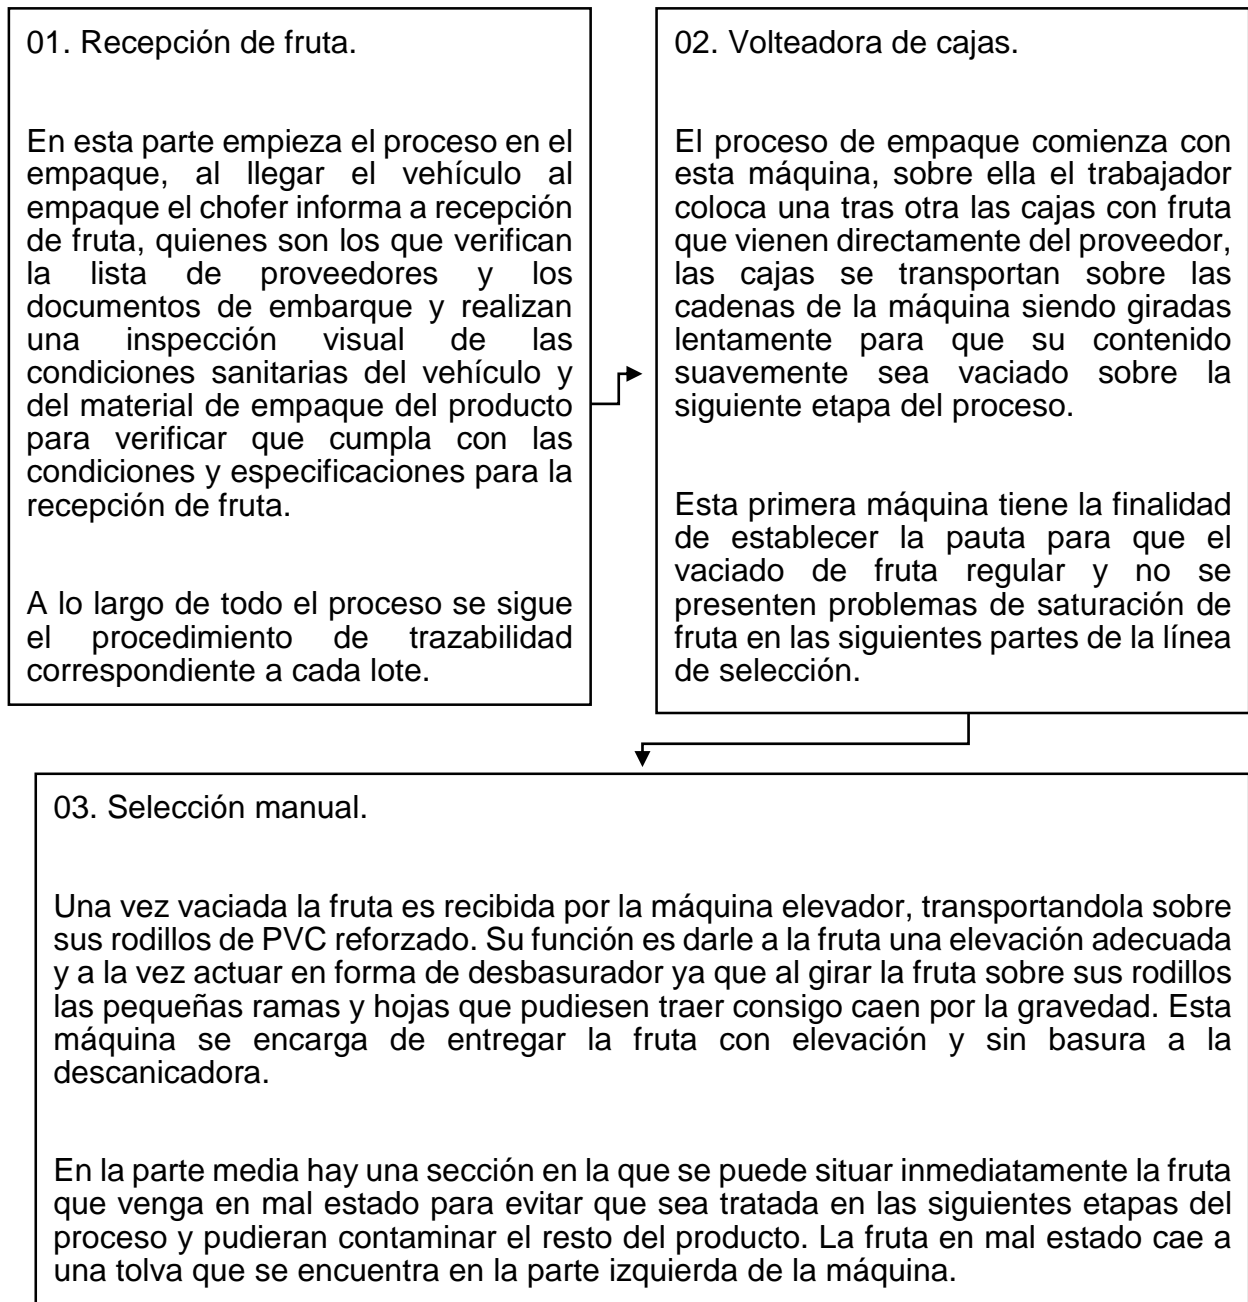 01. Recepción de fruta.
En esta parte empieza el proceso en el
empaque, al llegar el vehículo al
empaque el chofer informa a recepción
de fruta, quienes son los que verifican
la lista de proveedores y los
documentos de embarque y realizan
una inspección visual de las
condiciones sanitarias del vehículo y
del material de empaque del producto
para verificar que cumpla con las
condiciones y especificaciones para la
recepción de fruta.
A lo largo de todo el proceso se sigue
el procedimiento de trazabilidad
correspondiente a cada lote.
02. Volteadora de cajas.
El proceso de empaque comienza con
esta máquina, sobre ella el trabajador
coloca una tras otra las cajas con fruta
que vienen directamente del proveedor,
las cajas se transportan sobre las
cadenas de la máquina siendo giradas
lentamente para que su contenido
suavemente sea vaciado sobre la
siguiente etapa del proceso.
Esta primera máquina tiene la finalidad
de establecer la pauta para que el
vaciado de fruta regular y no se
presenten problemas de saturación de
fruta en las siguientes partes de la línea
de selección.
03. Selección manual.
Una vez vaciada la fruta es recibida por la máquina elevador, transportandola sobre
sus rodillos de PVC reforzado. Su función es darle a la fruta una elevación adecuada
y a la vez actuar en forma de desbasurador ya que al girar la fruta sobre sus rodillos
las pequeñas ramas y hojas que pudiesen traer consigo caen por la gravedad. Esta
máquina se encarga de entregar la fruta con elevación y sin basura a la
descanicadora.
En la parte media hay una sección en la que se puede situar inmediatamente la fruta
que venga en mal estado para evitar que sea tratada en las siguientes etapas del
proceso y pudieran contaminar el resto del producto. La fruta en mal estado cae a
una tolva que se encuentra en la parte izquierda de la máquina.